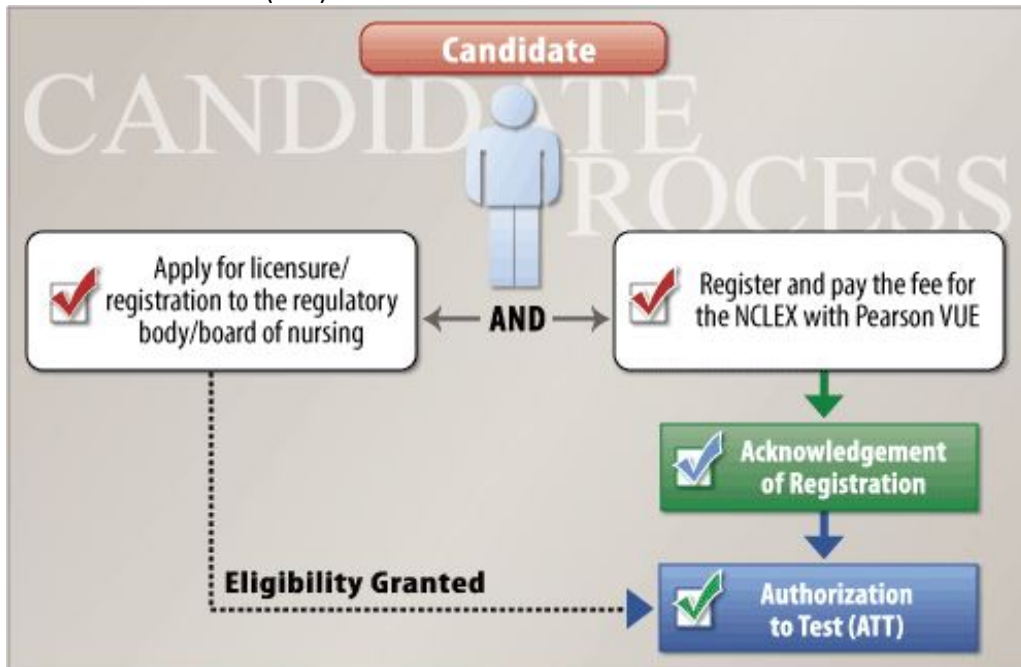 Candidate
CANDIDATE
PROCESS
Apply for licensure/
registration to the regulatory
body/board of nursing
AND
Register and pay the fee for
the NCLEX with Pearson VUE
Acknowledgement
of Registration
Eligibility Granted
Authorization
to Test (ATT)